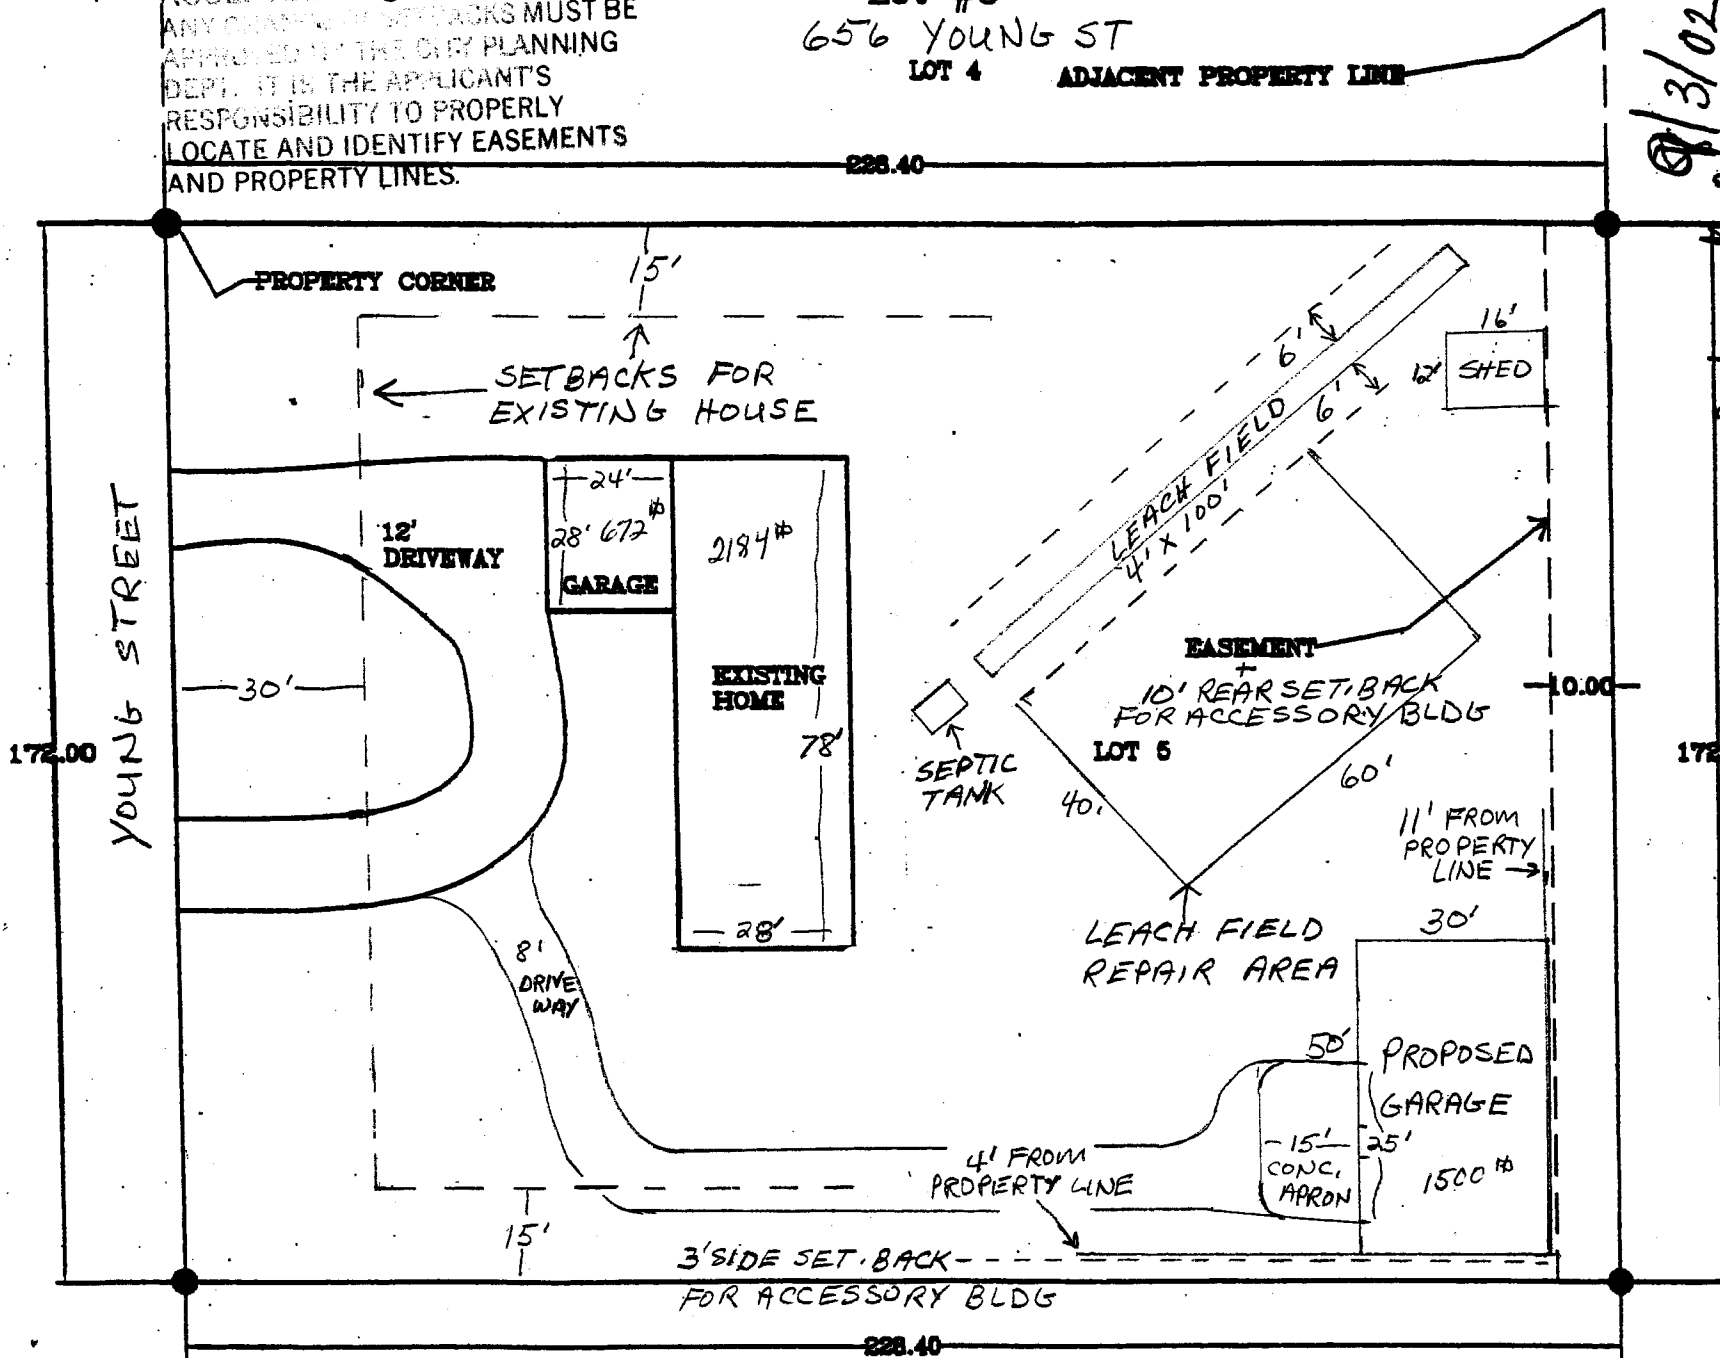 ANY CHANGE OF SETBACKS MUST BE
APPROVED BY THE CITY PLANNING
DEPT. IT IS THE APPLICANT'S
RESPONSIBILITY TO PROPERLY
LOCATE AND IDENTIFY EASEMENTS
AND PROPERTY LINES.
656 YOUNG ST
LOT 4
ADJACENT PROPERTY LINE
3/02
228.40
PROPERTY CORNER
15'
SETBACKS FOR
EXISTING HOUSE
6'
6'
LEACH FIELD
4' X 100'
16'
12'
SHED
YOUNG STREET
12'
DRIVEWAY
24'
28' 672
GARAGE
2184
EXISTING
HOME
78'
28'
30'
172.00
EASEMENT
+
10' REAR SET.BACK
FOR ACCESSORY BLDG
10.00
LOT 5
172
SEPTIC
TANK
40'
60'
11' FROM
PROPERTY
LINE →
LEACH FIELD
REPAIR AREA
30'
8'
DRIVE
WAY
50'
PROPOSED
GARAGE
15'
25'
CONC.
APRON
1500
4' FROM
PROPERTY LINE
15'
3' SIDE SET.BACK
FOR ACCESSORY BLDG
228.40